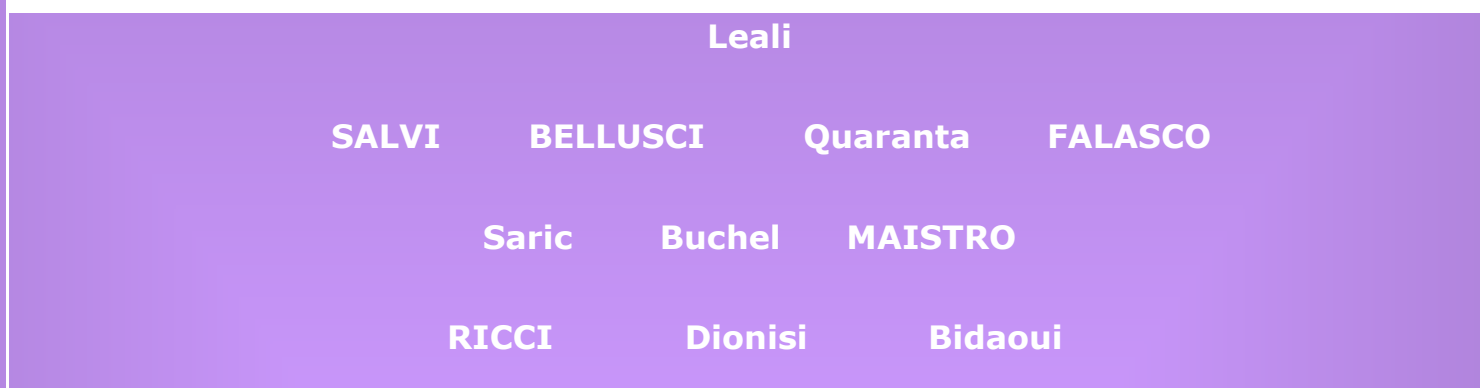 Leali
SALVI BELLUSCI Quaranta FALASCO
Saric Buchel MAISTRO
RICCI Dionisi Bidaoui